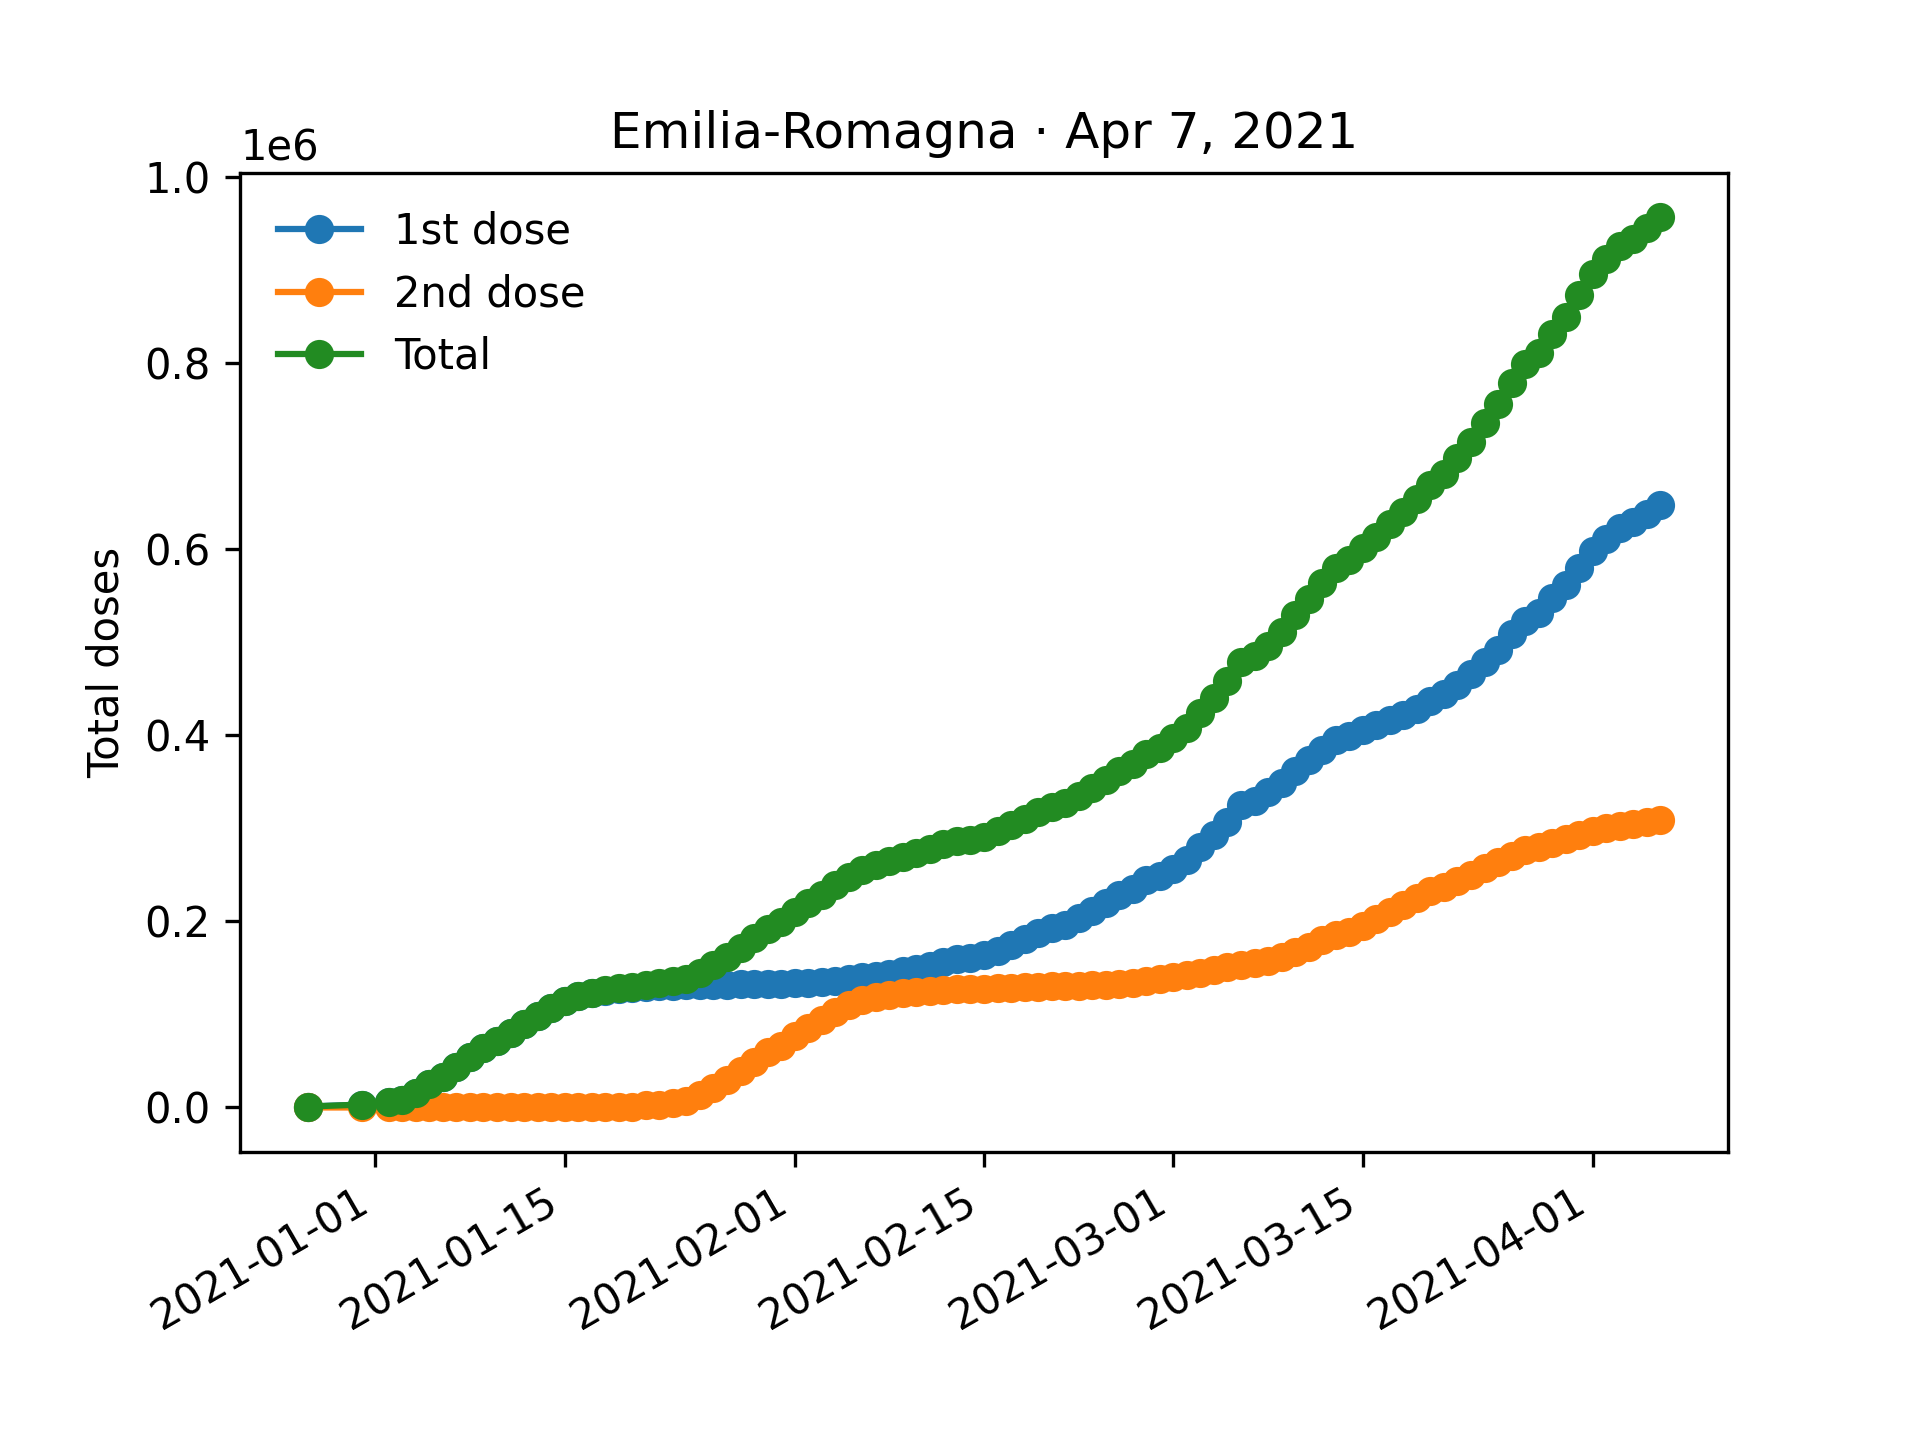 Emilia-Romagna · Apr 7, 2021
1e6
1.0
0.8
0.6
0.4
0.2
0.0
Total doses
1st dose
2nd dose
Total
2021-01-01
2021-01-15
2021-02-01
2021-02-15
2021-03-01
2021-03-15
2021-04-01